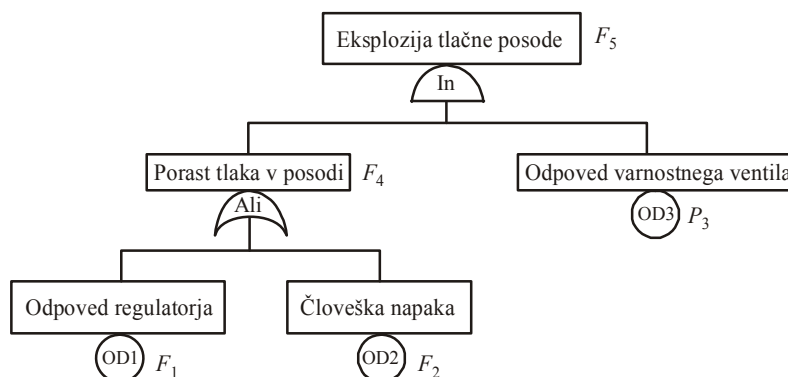 Eksplozija tlačne posode F5
In
Porast tlaka v posodi F4
Odpoved varnostnega ventila
Ali
OD3 P3
Odpoved regulatorja
Človeška napaka
OD1 F1
OD2 F2